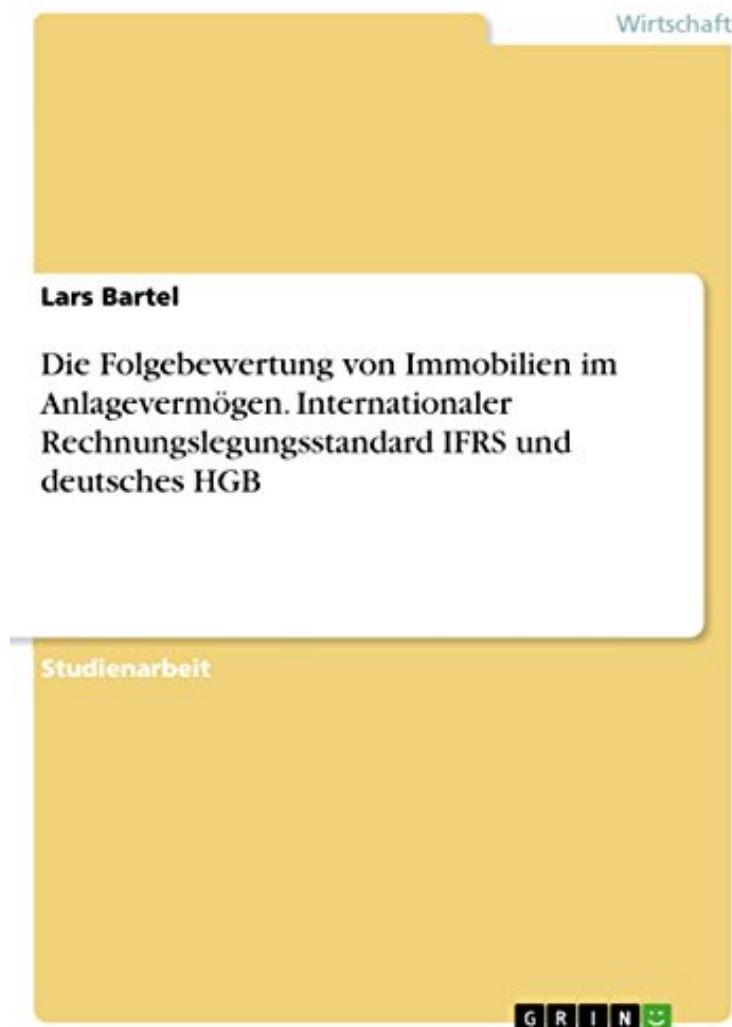 Wirtschaft
Lars Bartel
Die Folgebewertung von Immobilien im
Anlagevermögen. Internationaler
Rechnungslegungsstandard IFRS und
deutsches HGB
Studienarbeit
GRIN